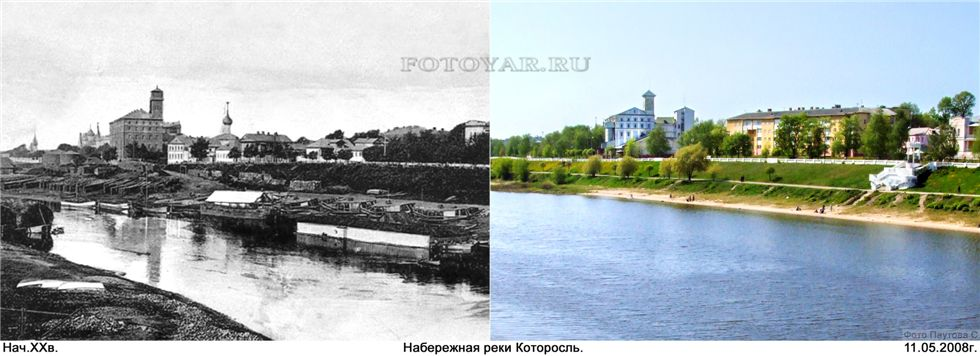 FOTOYAR.RU
Фото Паутова С
Нач.XXв.
Набережная реки Которосль.
11.05.2008г.